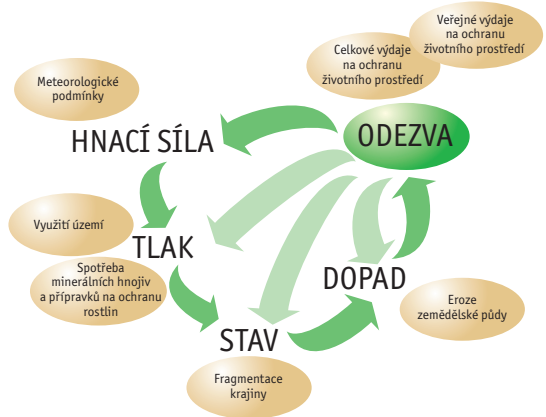 Veřejné výdaje
na ochranu
životního prostředí
Celkové výdaje
na ochranu
životního prostředí
Meteorologické
podmínky
HNACÍ SÍLA
ODEZVA
Využití území
TLAK
Spotřeba
minerálních hnojiv
a přípravků na ochranu
rostlin
DOPAD
Eroze
zemědělské půdy
STAV
Fragmentace
krajiny